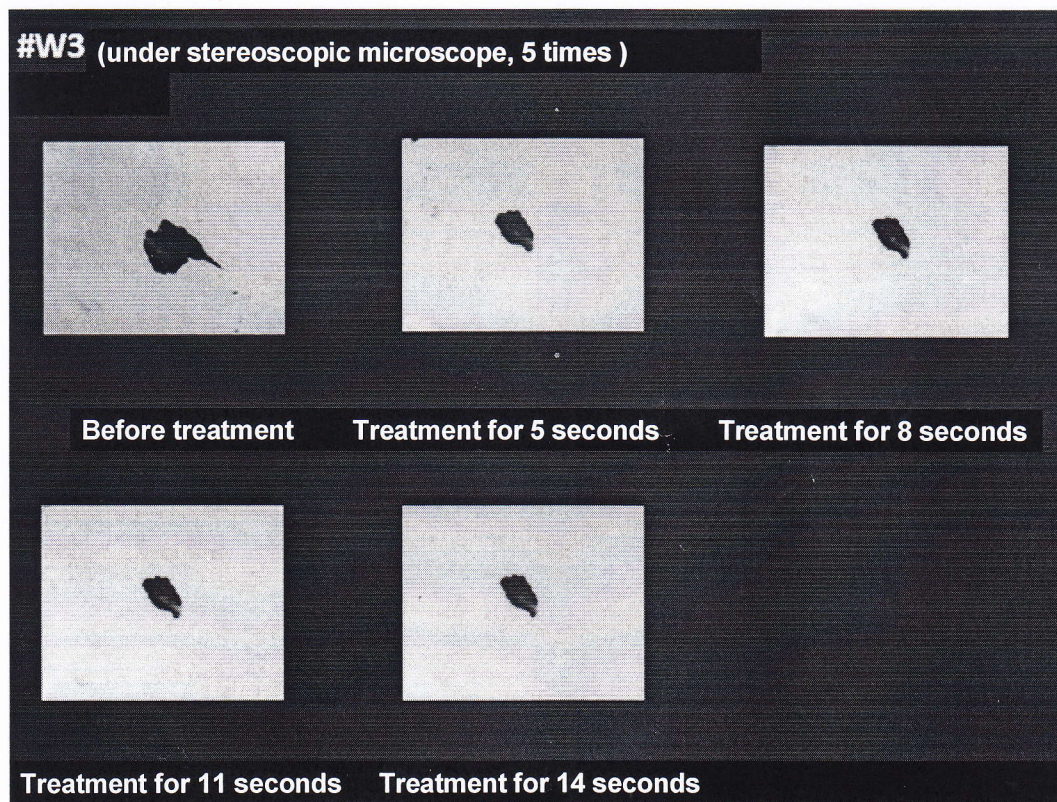 #W3 (under stereoscopic microscope, 5 times )
Before treatment Treatment for 5 seconds Treatment for 8 seconds
Treatment for 11 seconds Treatment for 14 seconds